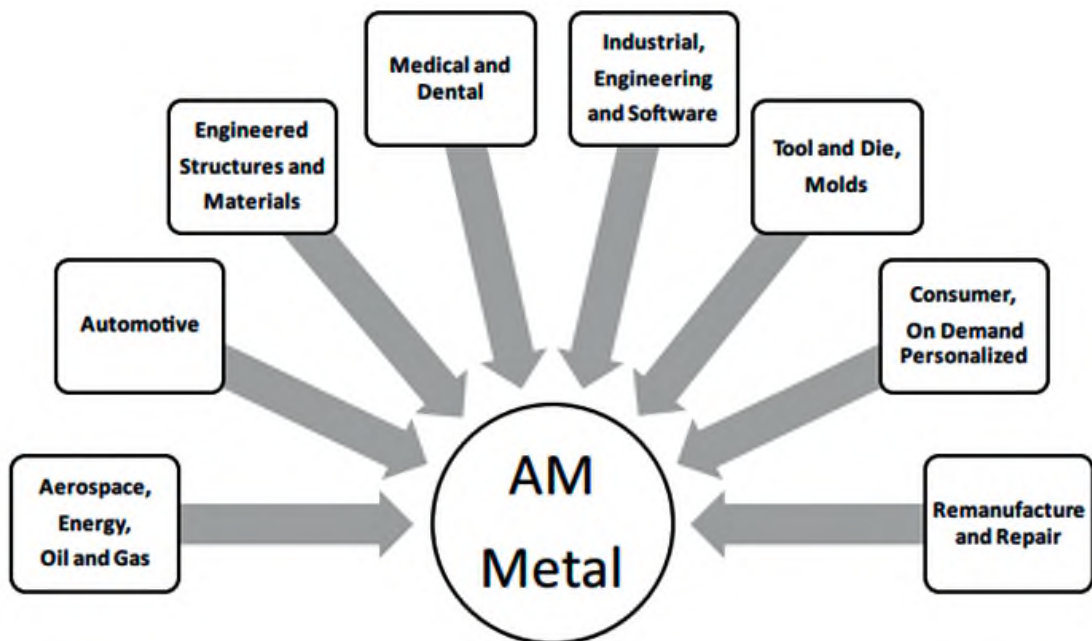 Medical and
Dental
Industrial,
Engineering
and Software
Engineered
Structures and
Materials
Tool and Die,
Molds
Automotive
Consumer,
On Demand
Personalized
Aerospace,
Energy,
Oil and Gas
AM
Metal
Remanufacture
and Repair